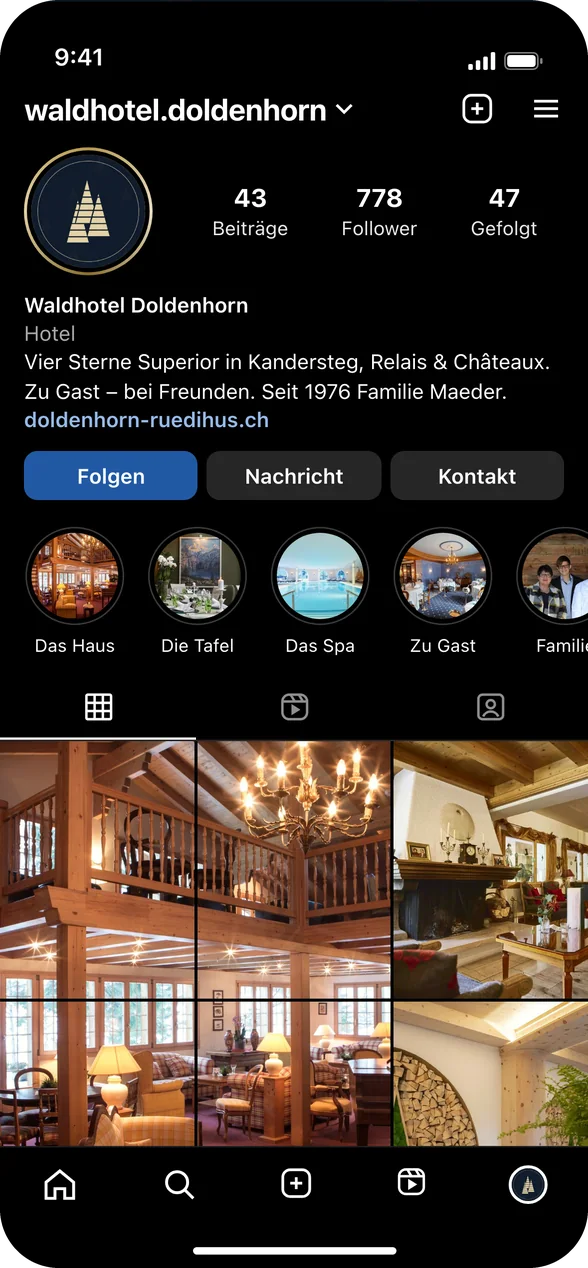 9:41
waldhotel.doldenhorn
43 778 47
Beiträge Follower Gefolgt
Waldhotel Doldenhorn
Hotel
Vier Sterne Superior in Kandersteg, Relais & Châteaux.
Zu Gast – bei Freunden. Seit 1976 Familie Maeder.
doldenhorn-ruedihus.ch
Folgen Nachricht Kontakt
Das Haus Die Tafel Das Spa Zu Gast Familie